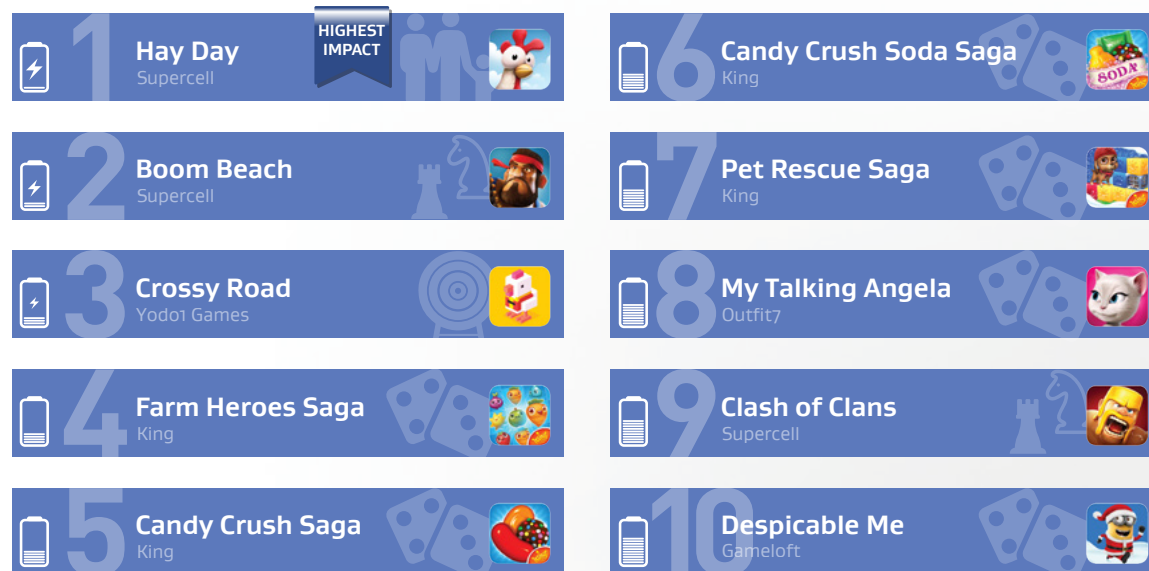 1
Hay Day
Supercell
HIGHEST
IMPACT
2
Boom Beach
Supercell
3
Crossy Road
Yodo1 Games
4
Farm Heroes Saga
King
5
Candy Crush Saga
King
6
Candy Crush Soda Saga
King
SODA
7
Pet Rescue Saga
King
8
My Talking Angela
Outfit7
9
Clash of Clans
Supercell
10
Despicable Me
Gameloft